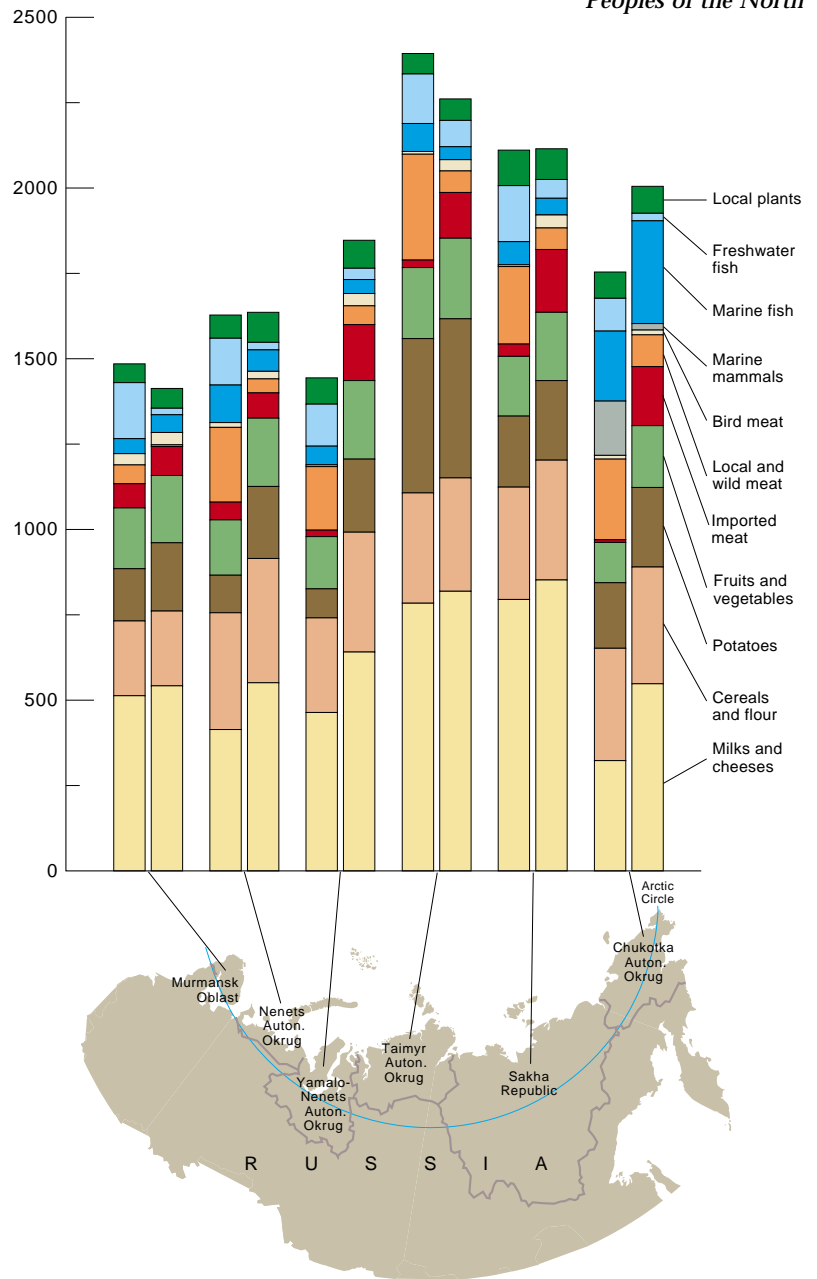 Peoples of the North
2500
2000
1500
1000
500
0
Local plants
Freshwater
fish
Marine fish
Marine
mammals
Bird meat
Local and
wild meat
Imported
meat
Fruits and
vegetables
Potatoes
Cereals
and flour
Milks and
cheeses
Arctic
Circle
Murmansk
Oblast
Nenets
Auton.
Okrug
Yamalo-
Nenets
Auton.
Okrug
Taimyr
Auton.
Okrug
Sakha
Republic
Chukotka
Auton.
Okrug
R U S S I A